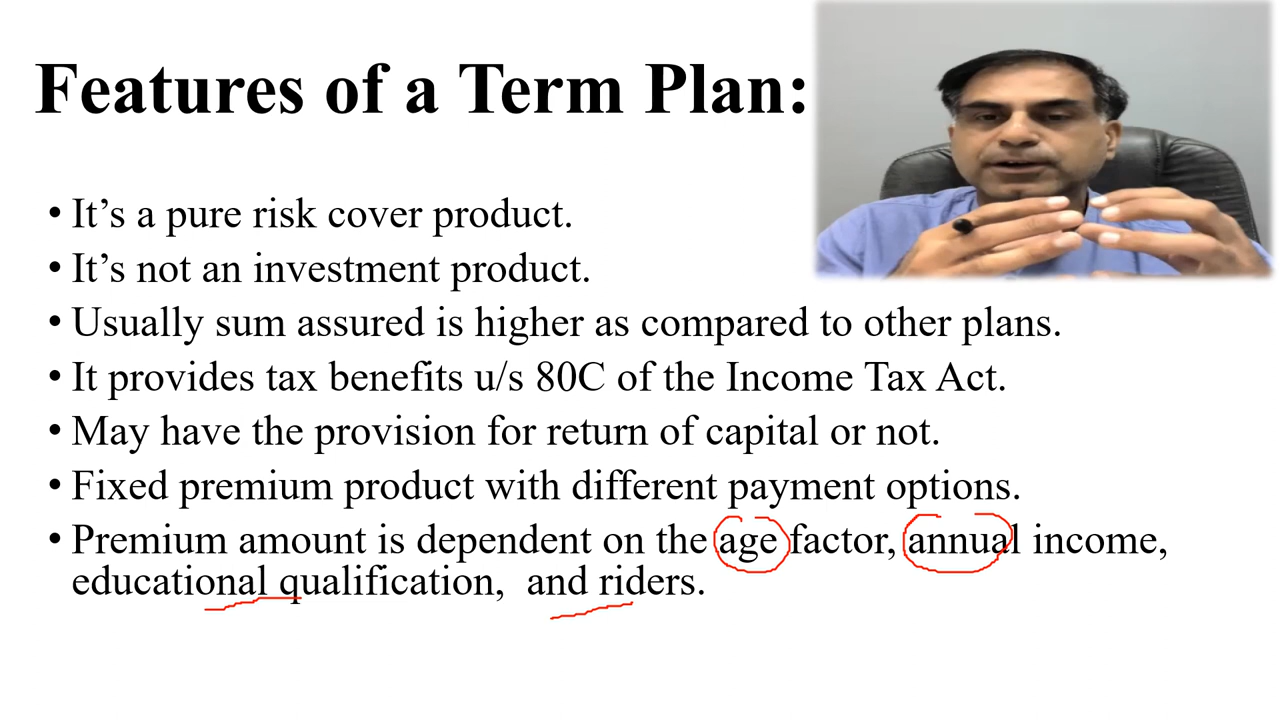 Features of a Term Plan:
• It’s a pure risk cover product.
• It’s not an investment product.
• Usually sum assured is higher as compared to other plans.
• It provides tax benefits u/s 80C of the Income Tax Act.
• May have the provision for return of capital or not.
• Fixed premium product with different payment options.
• Premium amount is dependent on the age factor, annual income,
educational qualification,  and riders.